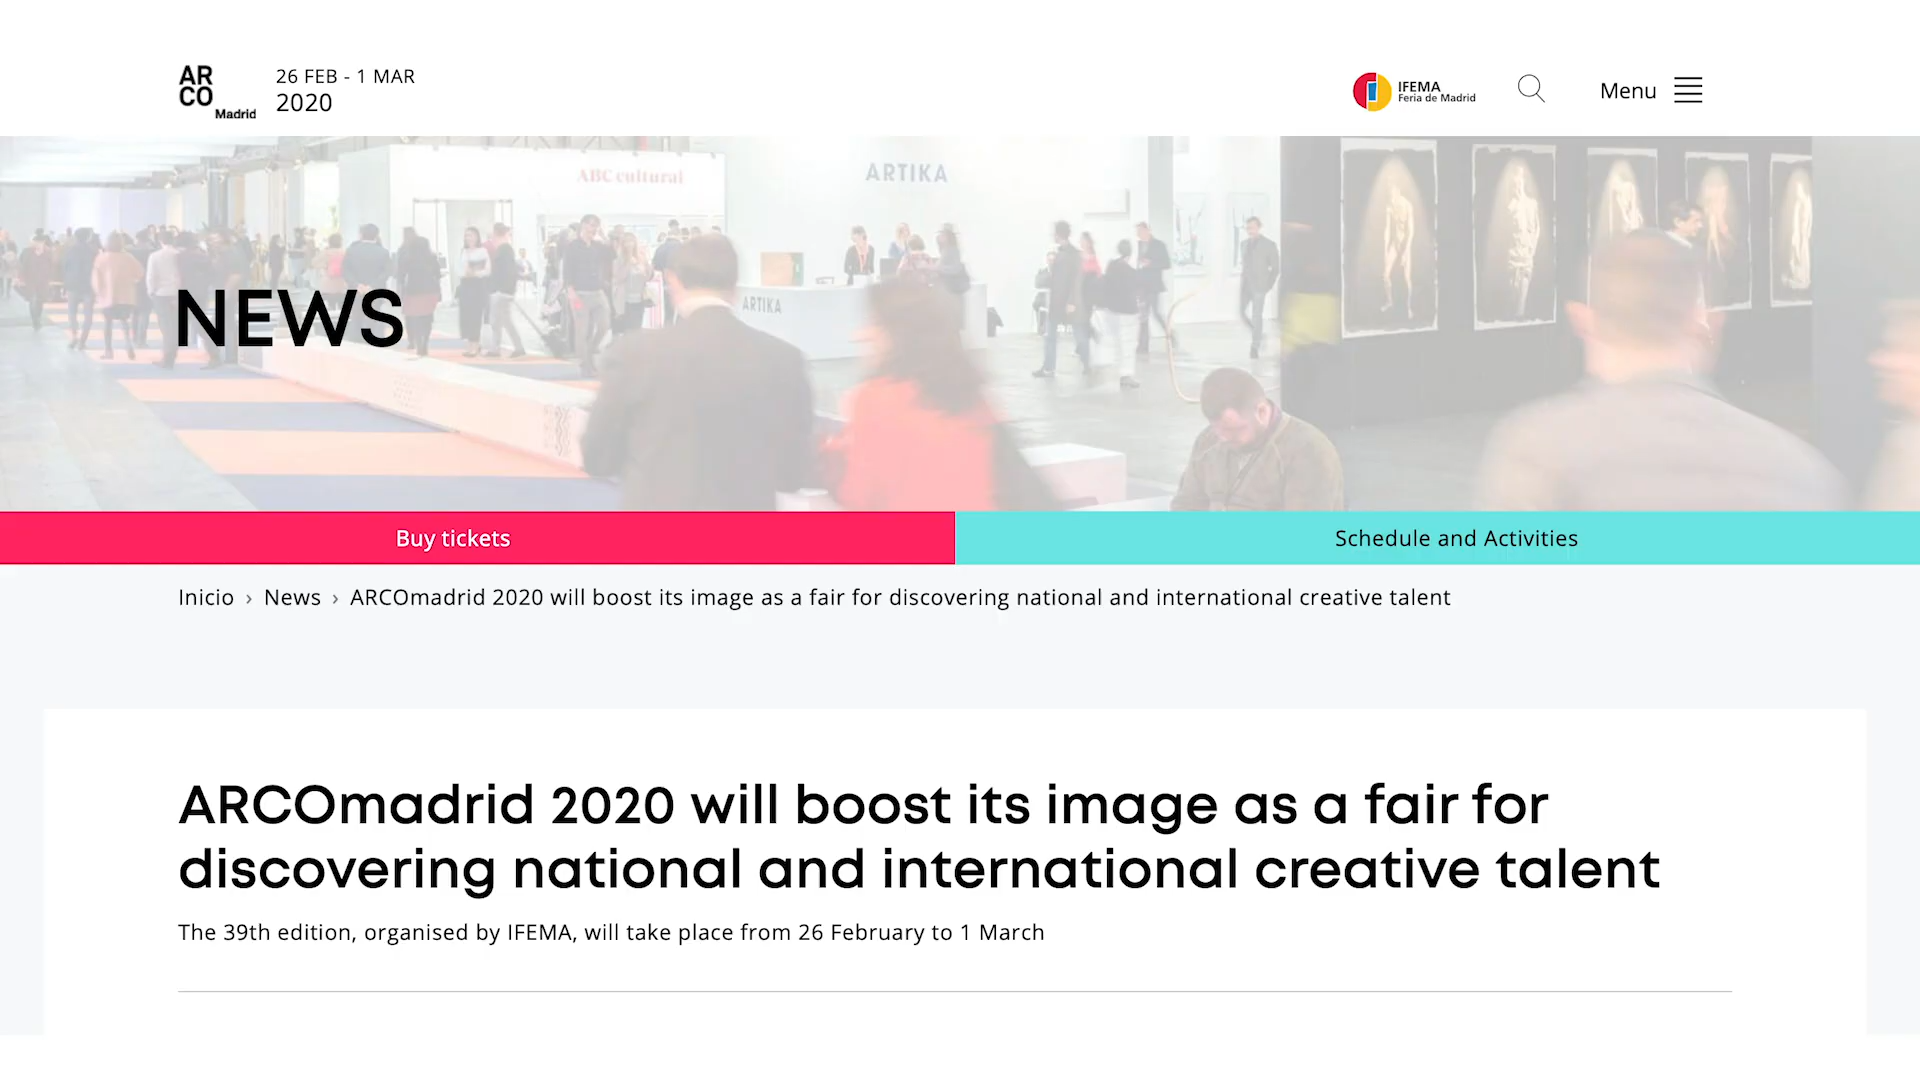 AR
CO
Madrid
26 FEB - 1 MAR
2020
IFEMA
Feria de Madrid
Menu
ABC cultural
ARTIKA
ARTIKA
NEWS
Buy tickets
Schedule and Activities
Inicio › News › ARCOmadrid 2020 will boost its image as a fair for discovering national and international creative talent
ARCOmadrid 2020 will boost its image as a fair for
discovering national and international creative talent
The 39th edition, organised by IFEMA, will take place from 26 February to 1 March